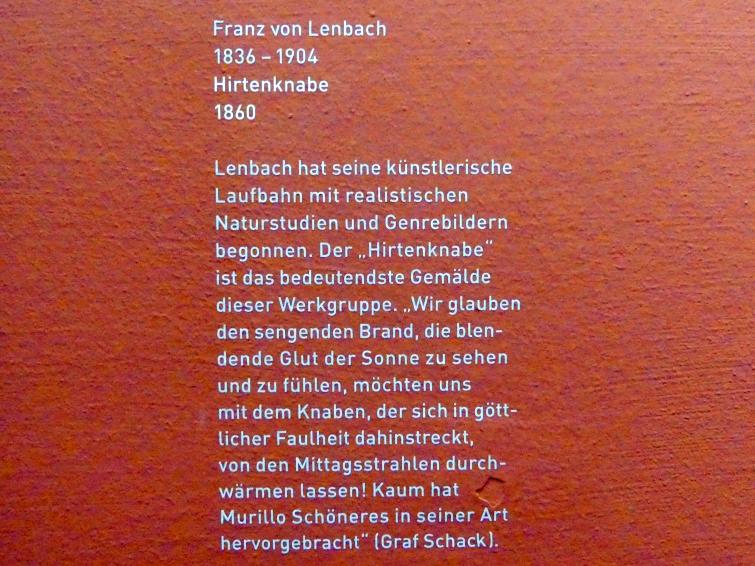 Franz von Lenbach
1836 – 1904
Hirtenknabe
1860
Lenbach hat seine künstlerische
Laufbahn mit realistischen
Naturstudien und Genrebildern
begonnen. Der „Hirtenknabe“
ist das bedeutendste Gemälde
dieser Werkgruppe. „Wir glauben
den sengenden Brand, die blen-
dende Glut der Sonne zu sehen
und zu fühlen, möchten uns
mit dem Knaben, der sich in gött-
licher Faulheit dahinstreckt,
von den Mittagsstrahlen durch-
wärmen lassen! Kaum hat
Murillo Schöneres in seiner Art
hervorgebracht“ (Graf Schack).